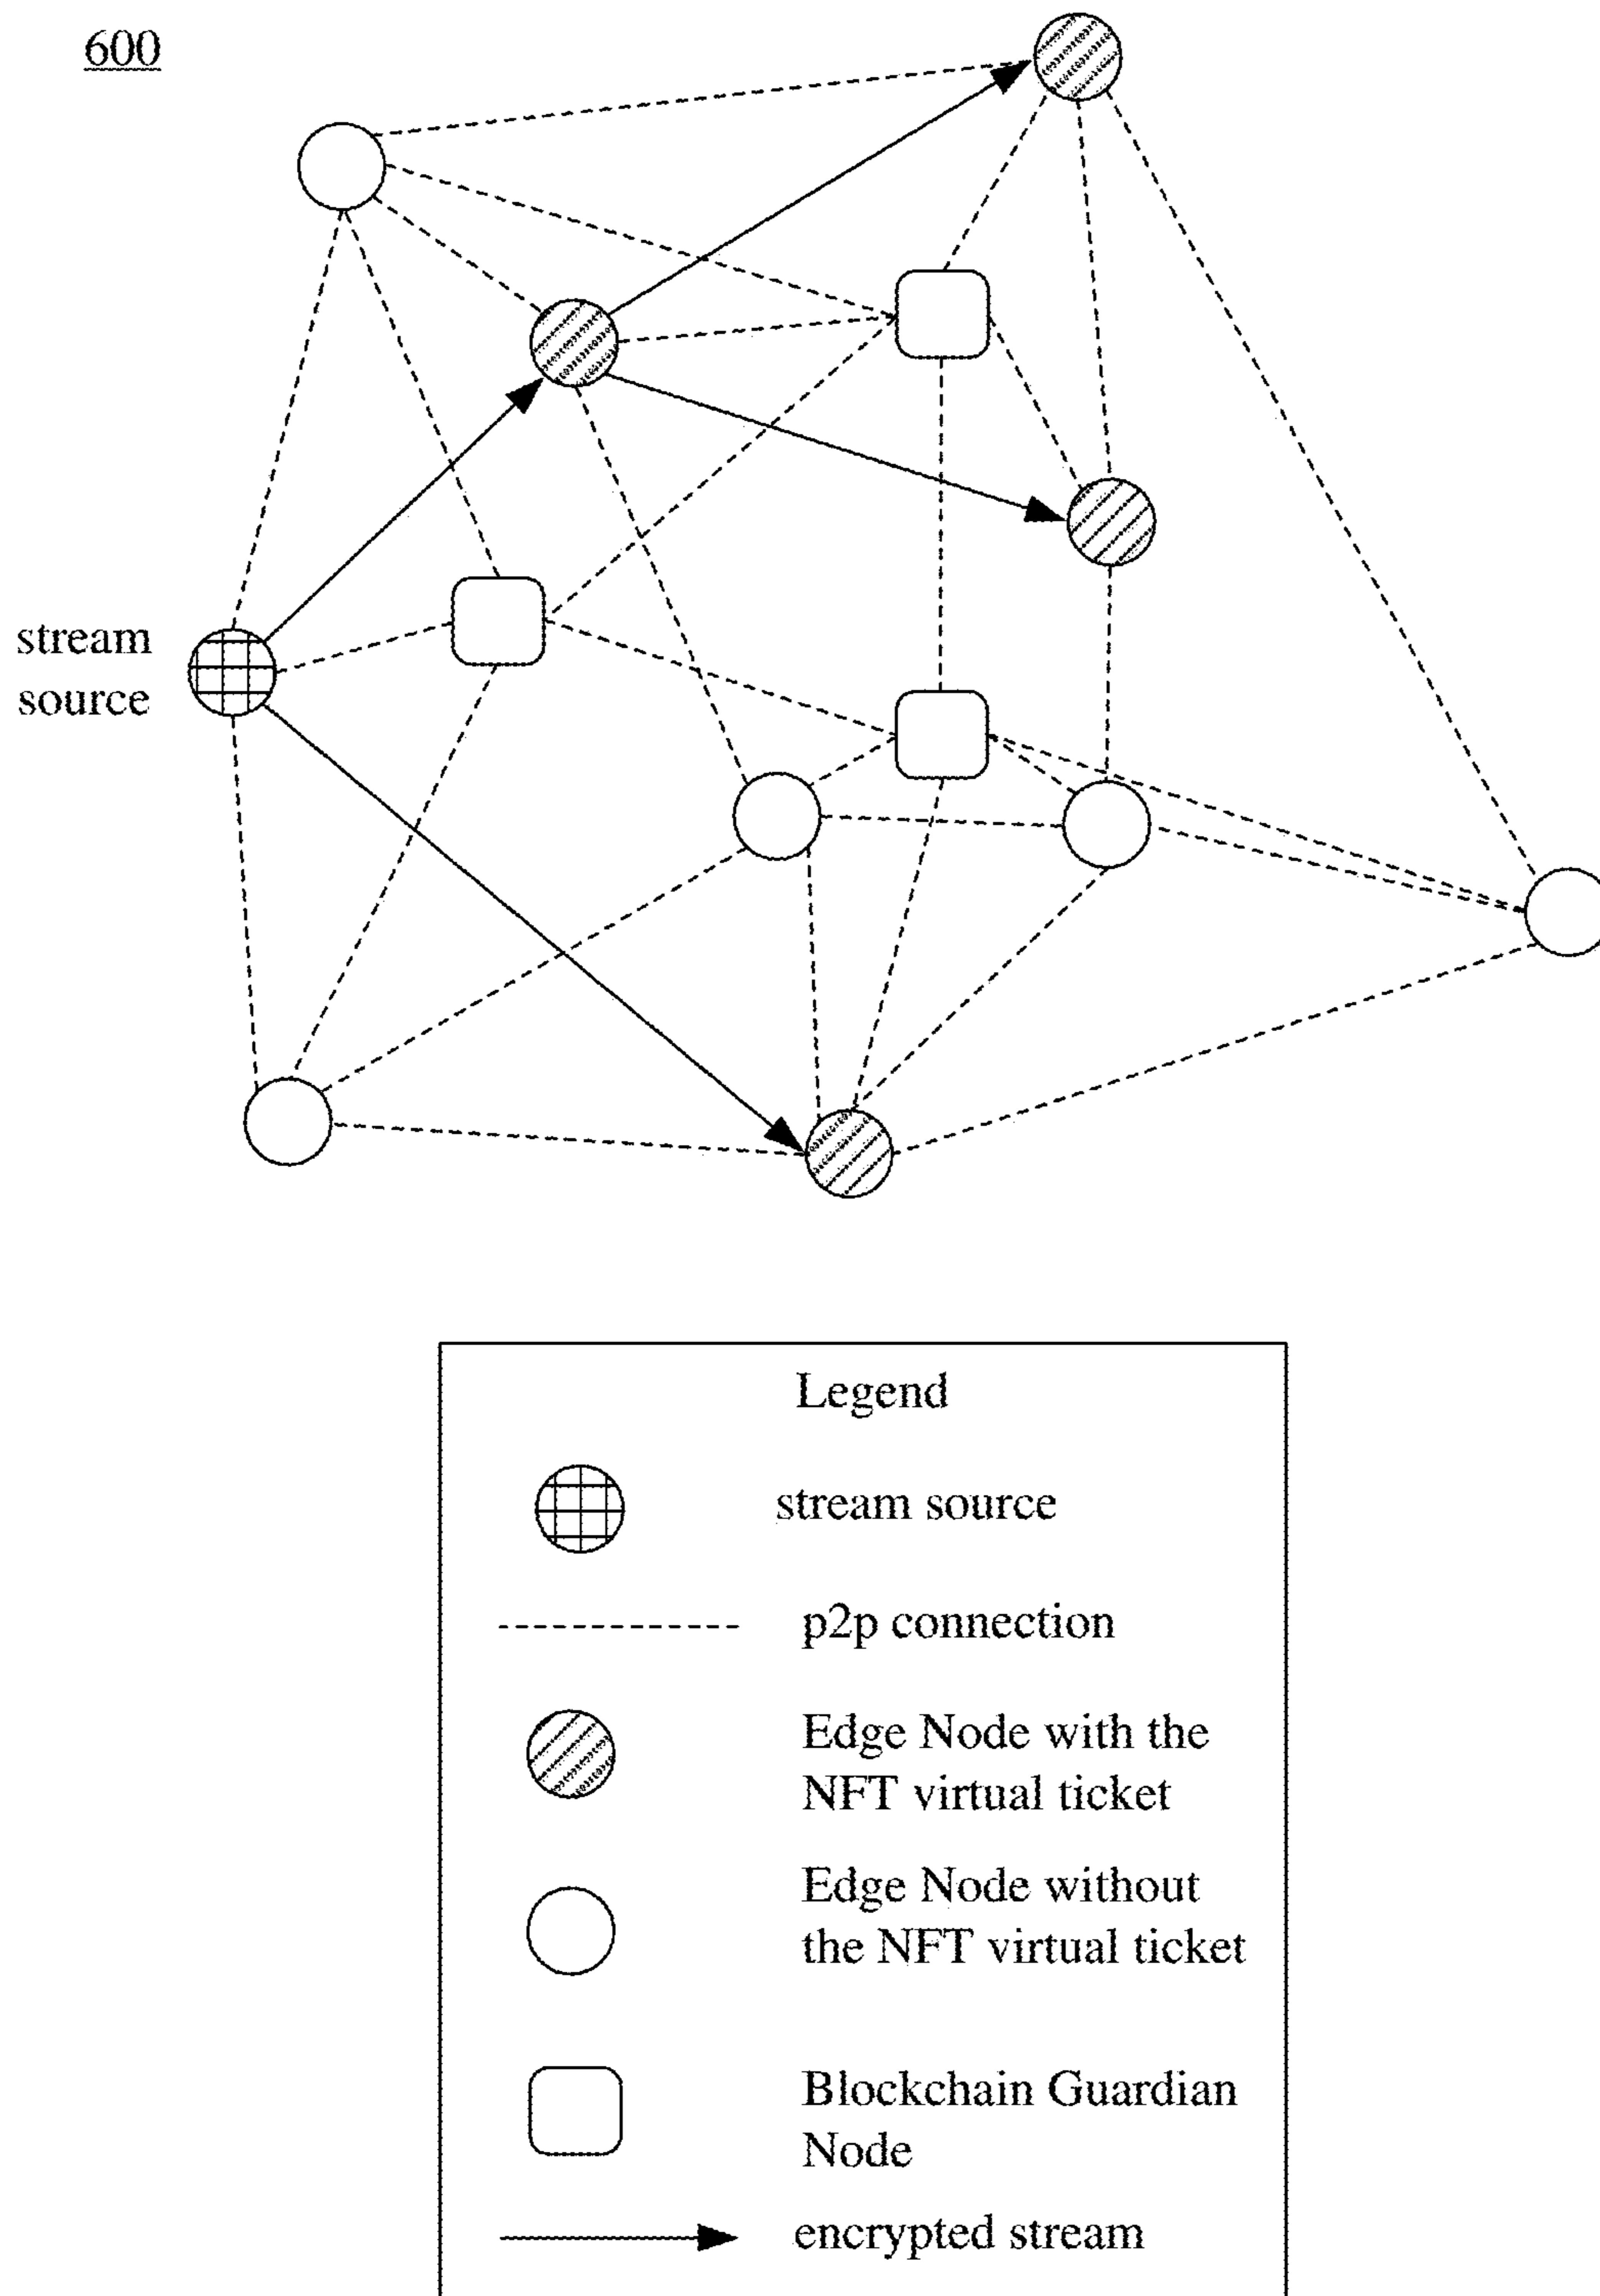 600
stream
source
Legend
stream source
p2p connection
Edge Node with the
NFT virtual ticket
Edge Node without
the NFT virtual ticket
Blockchain Guardian
Node
encrypted stream